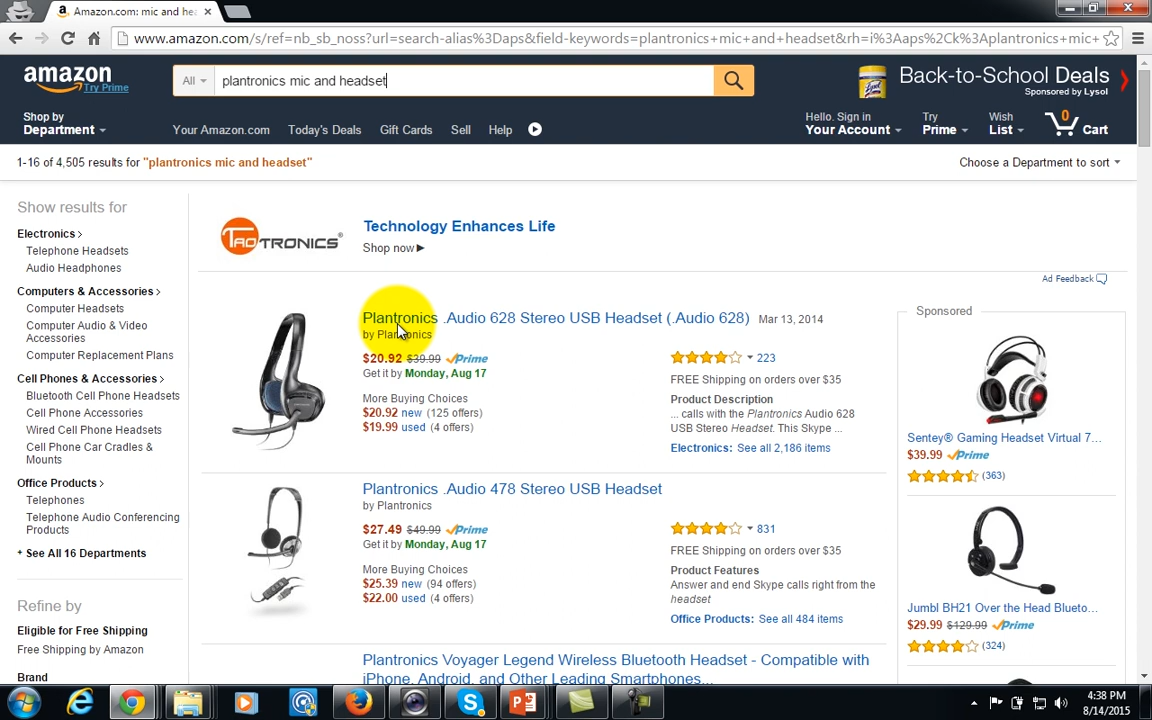 Amazon.com: mic and he
www.amazon.com/s/ref=nb_sb_noss?url=search-alias%3Daps&field-keywords=plantronics+mic+and+headset&rh=i%3Aaps%2Ck%3Aplantronics+mic+
amazon
Try Prime
All
plantronics mic and headset
Back-to-School Deals
Sponsored by Lysol
Shop by
Department
Your Amazon.com
Today's Deals
Gift Cards
Sell
Help
Hello. Sign in
Your Account
Try
Prime
Wish
List
0
Cart
1-16 of 4,505 results for "plantronics mic and headset"
Choose a Department to sort
Show results for
Electronics
Telephone Headsets
Audio Headphones
Computers & Accessories
Computer Headsets
Computer Audio & Video
Accessories
Computer Replacement Plans
Cell Phones & Accessories
Bluetooth Cell Phone Headsets
Cell Phone Accessories
Wired Cell Phone Headsets
Cell Phone Car Cradles &
Mounts
Office Products
Telephones
Telephone Audio Conferencing
Products
+ See All 16 Departments
Refine by
Eligible for Free Shipping
Free Shipping by Amazon
Brand
TAOTRONICS®
Technology Enhances Life
Shop now
Ad Feedback
Plantronics .Audio 628 Stereo USB Headset (.Audio 628) Mar 13, 2014
by Plantronics
$20.92 $39.99 Prime
Get it by Monday, Aug 17
More Buying Choices
$20.92 new (125 offers)
$19.99 used (4 offers)
223
FREE Shipping on orders over $35
Product Description
... calls with the Plantronics Audio 628
USB Stereo Headset. This Skype ...
Electronics: See all 2,186 items
Plantronics .Audio 478 Stereo USB Headset
by Plantronics
$27.49 $49.99 Prime
Get it by Monday, Aug 17
More Buying Choices
$25.39 new (94 offers)
$22.00 used (4 offers)
831
FREE Shipping on orders over $35
Product Features
Answer and end Skype calls right from the
headset
Office Products: See all 484 items
Plantronics Voyager Legend Wireless Bluetooth Headset - Compatible with
iPhone, Android, and Other Leading Smartphones...
Sponsored
Sentey® Gaming Headset Virtual 7...
$39.99 Prime
(363)
Jumbl BH21 Over the Head Blueto...
$29.99 $129.99 Prime
(324)
4:38 PM
8/14/2015